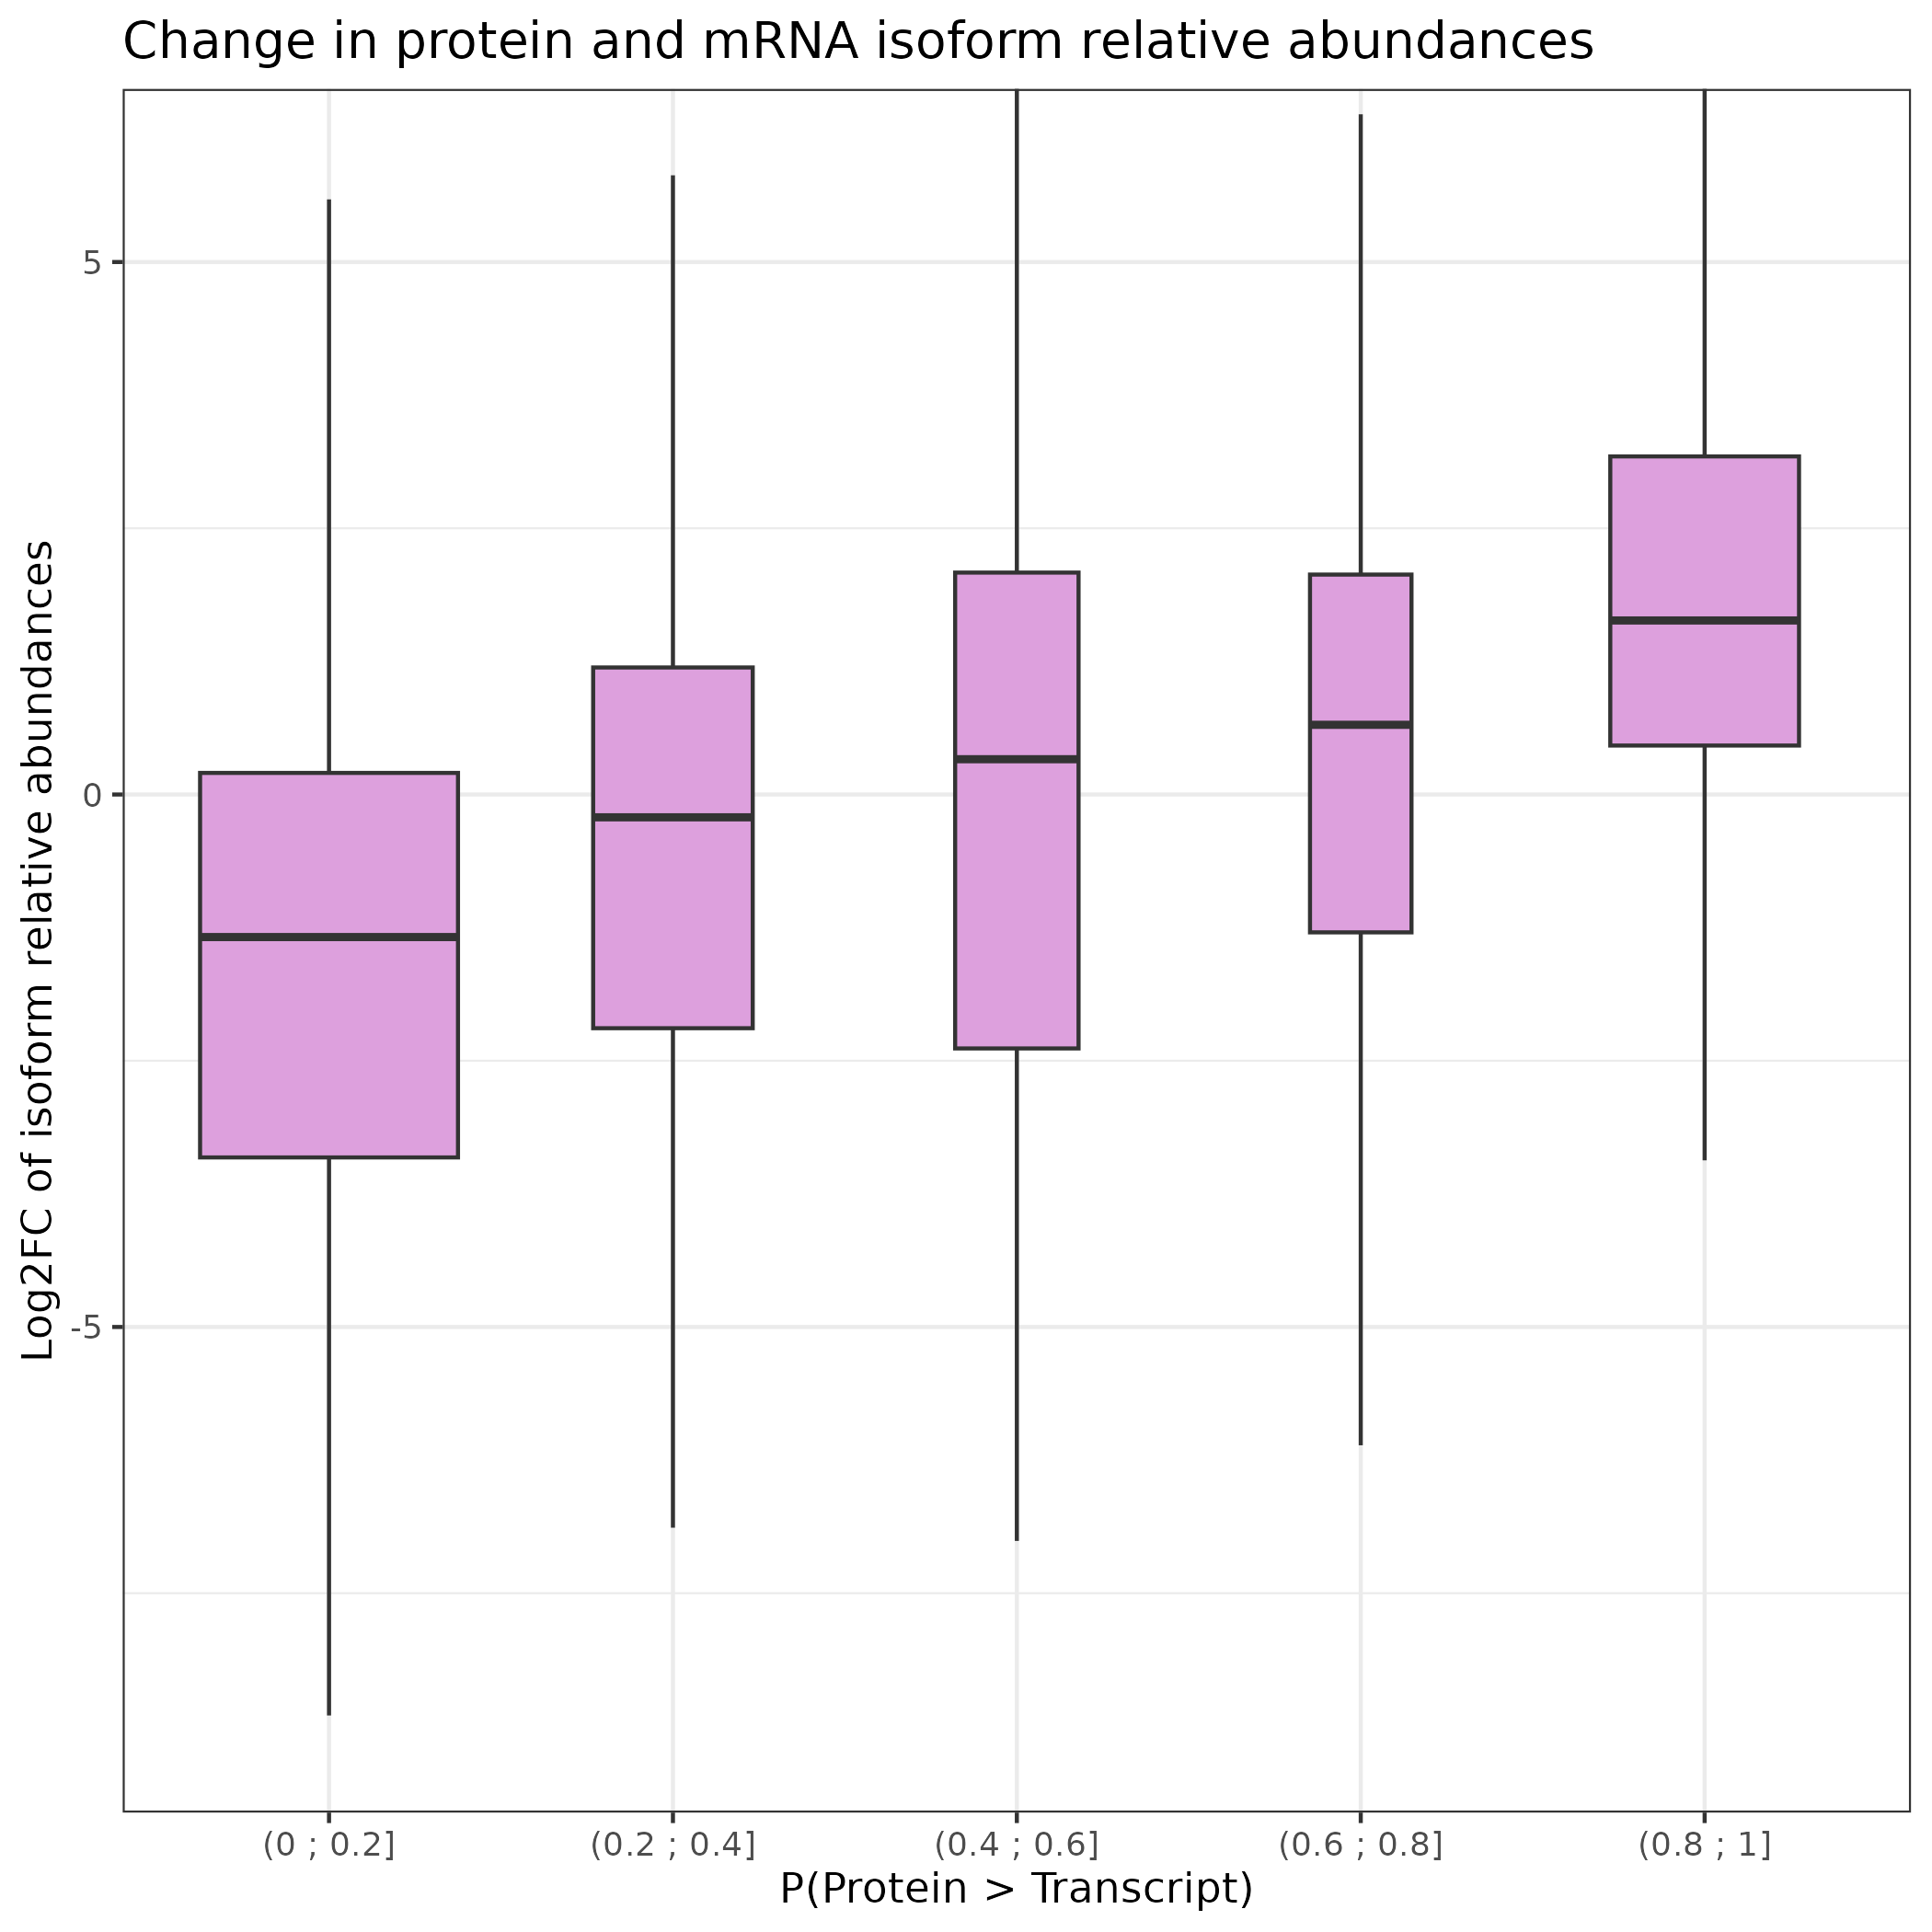 Change in protein and mRNA isoform relative abundances
Log2FC of isoform relative abundances
5
0
-5
(0 ; 0.2]
(0.2 ; 0.4]
(0.4 ; 0.6]
(0.6 ; 0.8]
(0.8 ; 1]
P(Protein > Transcript)